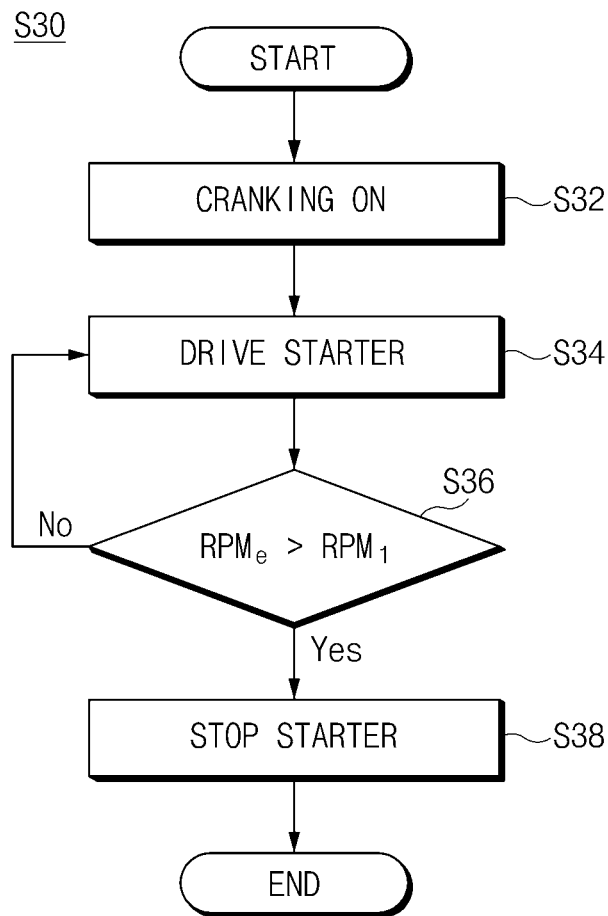 S30
START
CRANKING ON
S32
DRIVE STARTER
S34
S36
No
RPMₑ > RPM₁
Yes
STOP STARTER
S38
END